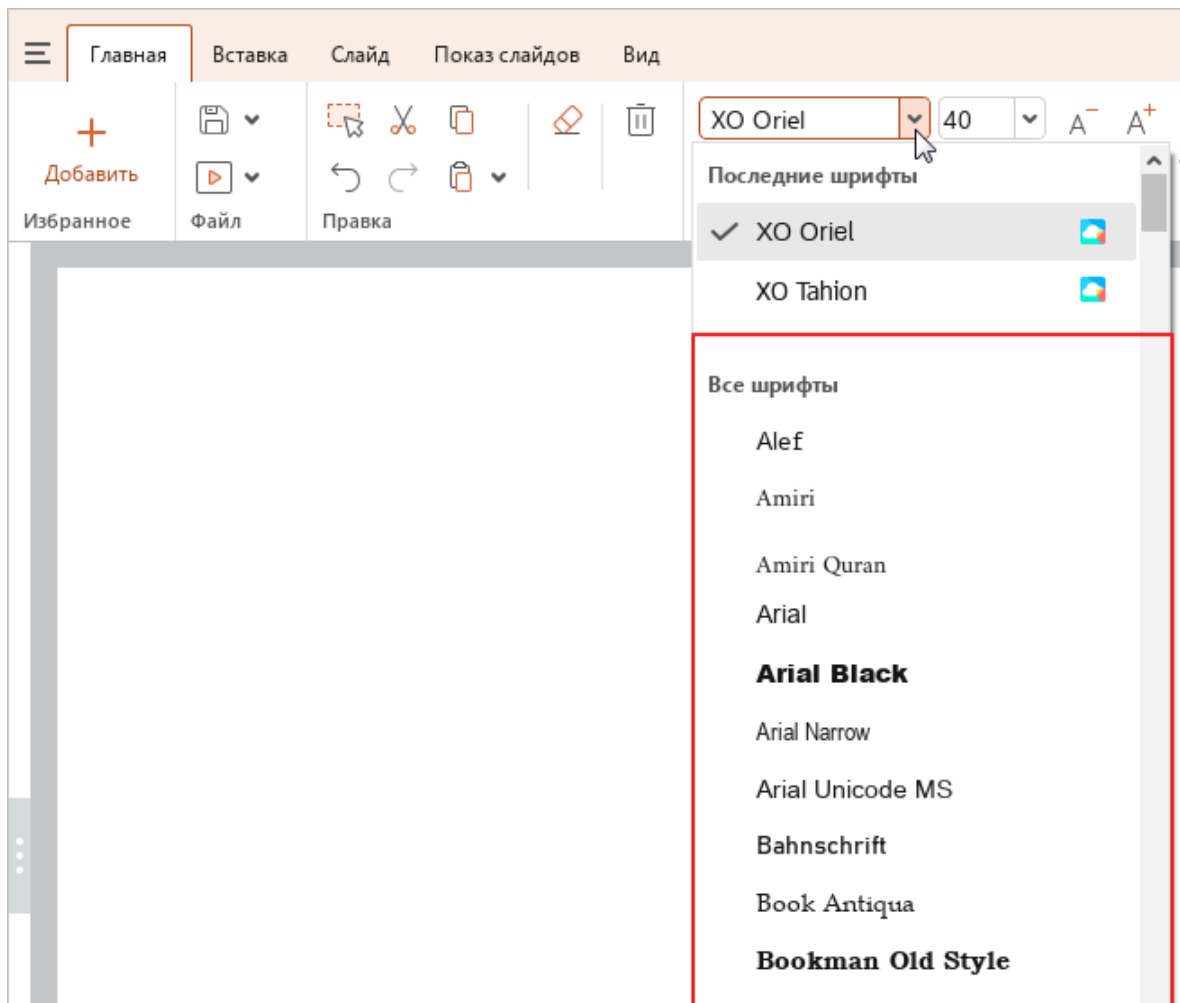 Главная Вставка Слайд Показ слайдов Вид
XO Oriel 40 A− A+
Добавить
Избранное Файл Правка
Последние шрифты
XO Oriel
XO Tahion
Все шрифты
Alef
Amiri
Amiri Quran
Arial
Arial Black
Arial Narrow
Arial Unicode MS
Bahnschrift
Book Antiqua
Bookman Old Style